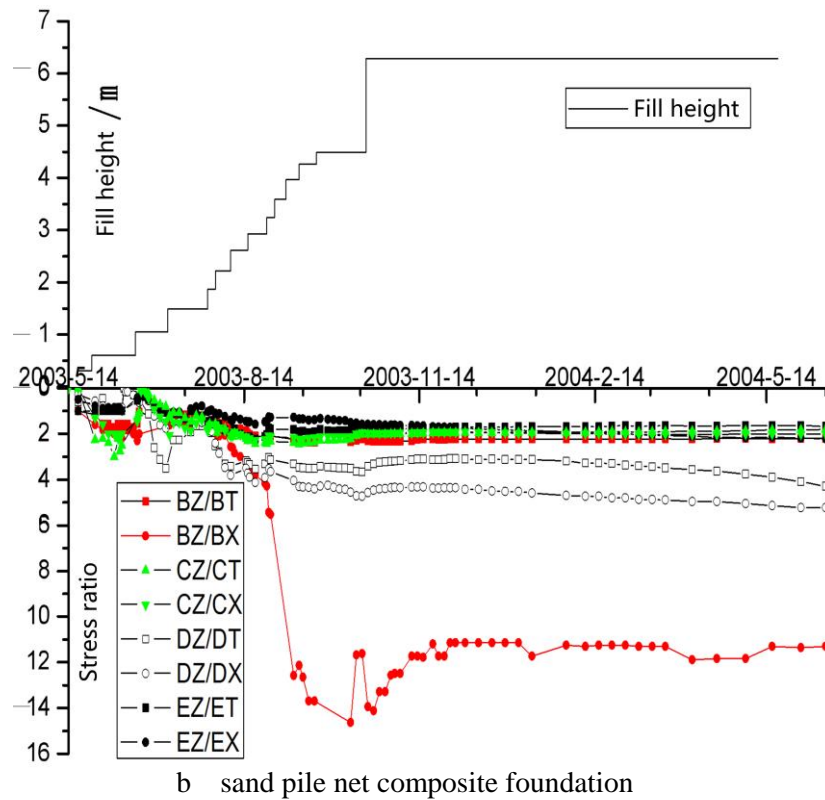 7
6
5
4
3
2
1
Fill height / m
Fill height
2003-5-14 2003-8-14 2003-11-14 2004-2-14 2004-5-14
0
2
4
6
8
10
12
14
16
Stress ratio
BZ/BT
BZ/BX
CZ/CT
CZ/CX
DZ/DT
DZ/DX
EZ/ET
EZ/EX
b sand pile net composite foundation